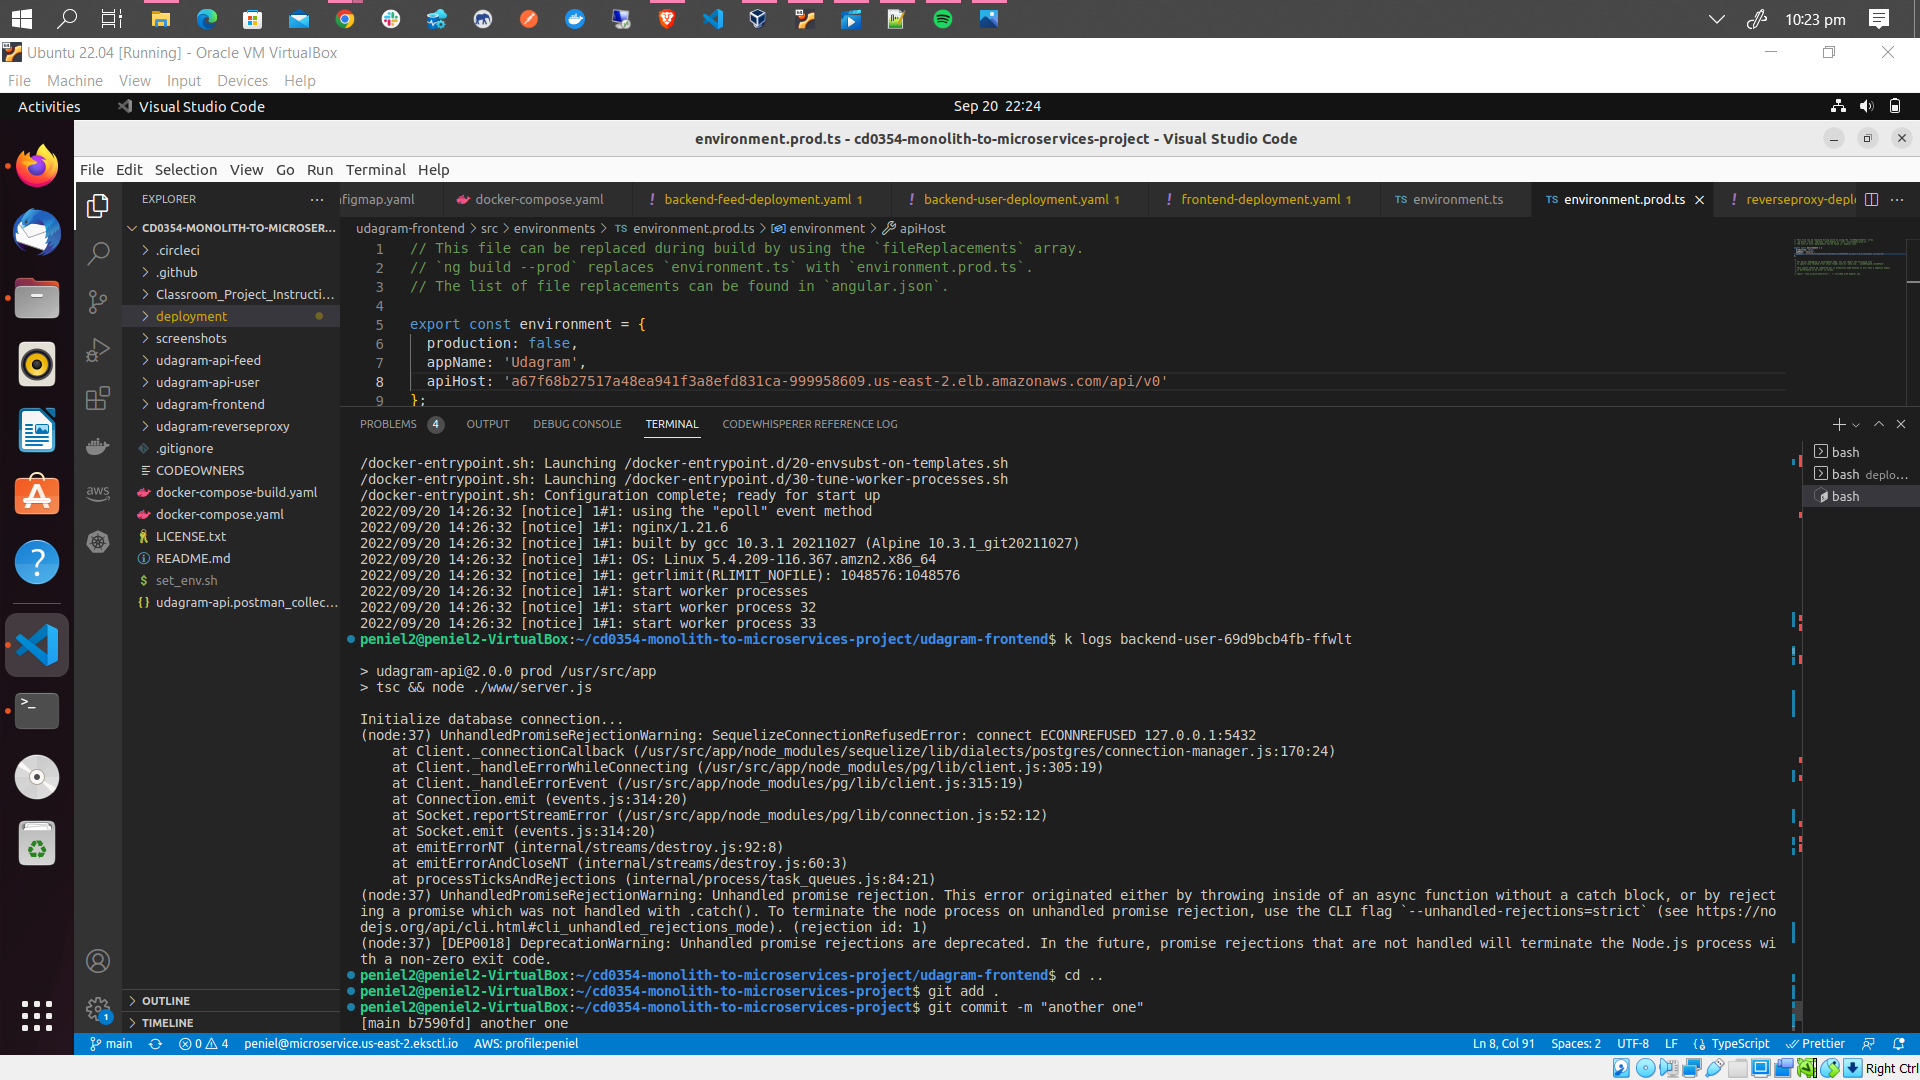 10:23 pm
Ubuntu 22.04 [Running] - Oracle VM VirtualBox
File Machine View Input Devices Help
Activities Visual Studio Code Sep 20 22:24
environment.prod.ts - cd0354-monolith-to-microservices-project - Visual Studio Code
File Edit Selection View Go Run Terminal Help
EXPLORER ··· nfigmap.yaml docker-compose.yaml ! backend-feed-deployment.yaml 1 ! backend-user-deployment.yaml 1 ! frontend-deployment.yaml 1 TS environment.ts TS environment.prod.ts ! reverseproxy-depl ···
udagram-frontend > src > environments > TS environment.prod.ts > environment > apiHost
CD0354-MONOLITH-TO-MICROSER...
.circleci
.github
Classroom_Project_Instructi...
deployment
screenshots
udagram-api-feed
udagram-api-user
udagram-frontend
udagram-reverseproxy
.gitignore
CODEOWNERS
docker-compose-build.yaml
docker-compose.yaml
LICENSE.txt
README.md
$ set_env.sh
{} udagram-api.postman_collec...
OUTLINE
TIMELINE
aws
1
1 // This file can be replaced during build by using the `fileReplacements` array.
2 // `ng build --prod` replaces `environment.ts` with `environment.prod.ts`.
3 // The list of file replacements can be found in `angular.json`.
4
5 export const environment = {
6 production: false,
7 appName: 'Udagram',
8 apiHost: 'a67f68b27517a48ea941f3a8efd831ca-999958609.us-east-2.elb.amazonaws.com/api/v0'
9 };
PROBLEMS 4 OUTPUT DEBUG CONSOLE TERMINAL CODEWHISPERER REFERENCE LOG
bash
bash deplo...
bash
/docker-entrypoint.sh: Launching /docker-entrypoint.d/20-envsubst-on-templates.sh
/docker-entrypoint.sh: Launching /docker-entrypoint.d/30-tune-worker-processes.sh
/docker-entrypoint.sh: Configuration complete; ready for start up
2022/09/20 14:26:32 [notice] 1#1: using the "epoll" event method
2022/09/20 14:26:32 [notice] 1#1: nginx/1.21.6
2022/09/20 14:26:32 [notice] 1#1: built by gcc 10.3.1 20211027 (Alpine 10.3.1_git20211027)
2022/09/20 14:26:32 [notice] 1#1: OS: Linux 5.4.209-116.367.amzn2.x86_64
2022/09/20 14:26:32 [notice] 1#1: getrlimit(RLIMIT_NOFILE): 1048576:1048576
2022/09/20 14:26:32 [notice] 1#1: start worker processes
2022/09/20 14:26:32 [notice] 1#1: start worker process 32
2022/09/20 14:26:32 [notice] 1#1: start worker process 33
peniel2@peniel2-VirtualBox:~/cd0354-monolith-to-microservices-project/udagram-frontend$ k logs backend-user-69d9bcb4fb-ffwlt
> udagram-api@2.0.0 prod /usr/src/app
> tsc && node ./www/server.js
Initialize database connection...
(node:37) UnhandledPromiseRejectionWarning: SequelizeConnectionRefusedError: connect ECONNREFUSED 127.0.0.1:5432
at Client._connectionCallback (/usr/src/app/node_modules/sequelize/lib/dialects/postgres/connection-manager.js:170:24)
at Client._handleErrorWhileConnecting (/usr/src/app/node_modules/pg/lib/client.js:305:19)
at Client._handleErrorEvent (/usr/src/app/node_modules/pg/lib/client.js:315:19)
at Connection.emit (events.js:314:20)
at Socket.reportStreamError (/usr/src/app/node_modules/pg/lib/connection.js:52:12)
at Socket.emit (events.js:314:20)
at emitErrorNT (internal/streams/destroy.js:92:8)
at emitErrorAndCloseNT (internal/streams/destroy.js:60:3)
at processTicksAndRejections (internal/process/task_queues.js:84:21)
(node:37) UnhandledPromiseRejectionWarning: Unhandled promise rejection. This error originated either by throwing inside of an async function without a catch block, or by reject
ing a promise which was not handled with .catch(). To terminate the node process on unhandled promise rejection, use the CLI flag `--unhandled-rejections=strict` (see https://no
dejs.org/api/cli.html#cli_unhandled_rejections_mode). (rejection id: 1)
(node:37) [DEP0018] DeprecationWarning: Unhandled promise rejections are deprecated. In the future, promise rejections that are not handled will terminate the Node.js process wi
th a non-zero exit code.
peniel2@peniel2-VirtualBox:~/cd0354-monolith-to-microservices-project/udagram-frontend$ cd ..
peniel2@peniel2-VirtualBox:~/cd0354-monolith-to-microservices-project$ git add .
peniel2@peniel2-VirtualBox:~/cd0354-monolith-to-microservices-project$ git commit -m "another one"
[main b7590fd] another one
main 0 4 peniel@microservice.us-east-2.eksctl.io AWS: profile:peniel Ln 8, Col 91 Spaces: 2 UTF-8 LF TypeScript Prettier
Right Ctrl